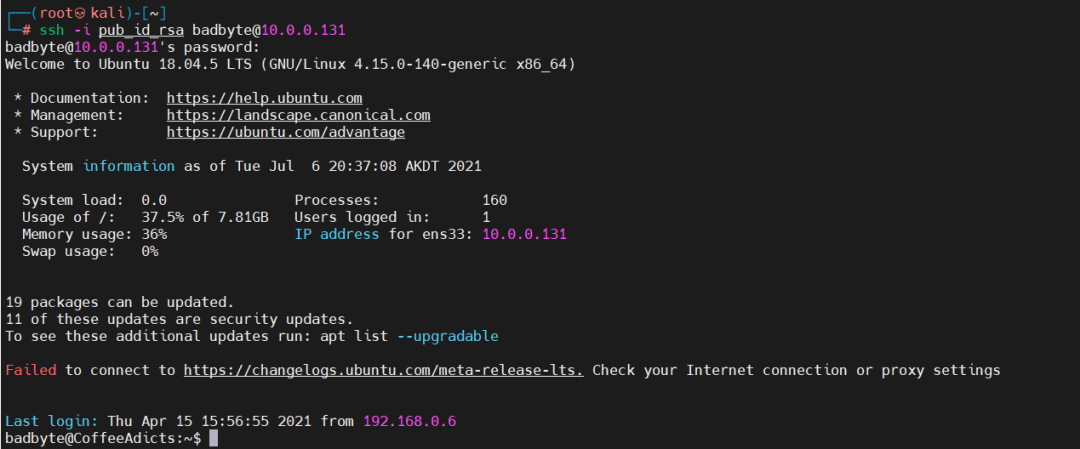 ┌──(root💀kali)-[~]
└─# ssh -i pub_id_rsa badbyte@10.0.0.131
badbyte@10.0.0.131's password:
Welcome to Ubuntu 18.04.5 LTS (GNU/Linux 4.15.0-140-generic x86_64)
* Documentation:  https://help.ubuntu.com
* Management:     https://landscape.canonical.com
* Support:        https://ubuntu.com/advantage
System information as of Tue Jul  6 20:37:08 AKDT 2021
System load:  0.0               Processes:            160
Usage of /:   37.5% of 7.81GB   Users logged in:      1
Memory usage: 36%               IP address for ens33: 10.0.0.131
Swap usage:   0%
19 packages can be updated.
11 of these updates are security updates.
To see these additional updates run: apt list --upgradable
Failed to connect to https://changelogs.ubuntu.com/meta-release-lts. Check your Internet connection or proxy settings
Last login: Thu Apr 15 15:56:55 2021 from 192.168.0.6
badbyte@CoffeeAdicts:~$